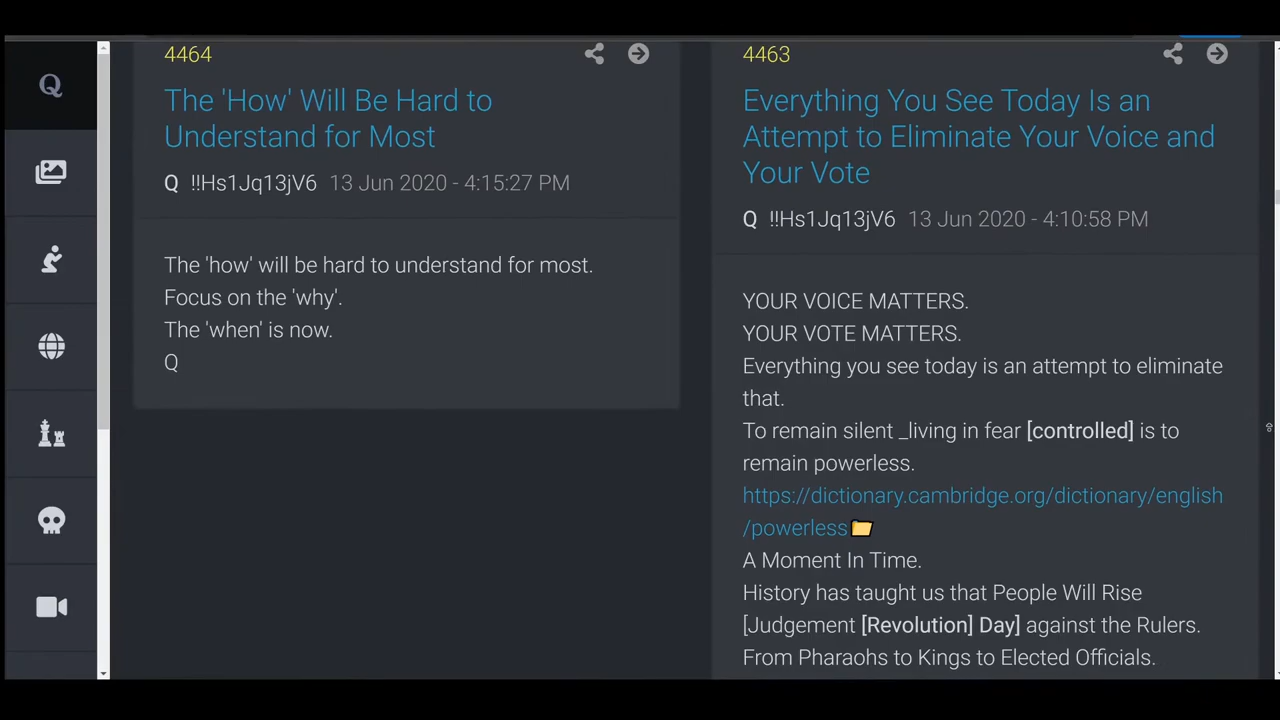 Q
4464
The 'How' Will Be Hard to
Understand for Most
Q !!Hs1Jq13jV6 13 Jun 2020 - 4:15:27 PM
The 'how' will be hard to understand for most.
Focus on the 'why'.
The 'when' is now.
Q
4463
Everything You See Today Is an
Attempt to Eliminate Your Voice and
Your Vote
Q !!Hs1Jq13jV6 13 Jun 2020 - 4:10:58 PM
YOUR VOICE MATTERS.
YOUR VOTE MATTERS.
Everything you see today is an attempt to eliminate
that.
To remain silent _living in fear [controlled] is to
remain powerless.
https://dictionary.cambridge.org/dictionary/english
/powerless
A Moment In Time.
History has taught us that People Will Rise
[Judgement [Revolution] Day] against the Rulers.
From Pharaohs to Kings to Elected Officials.